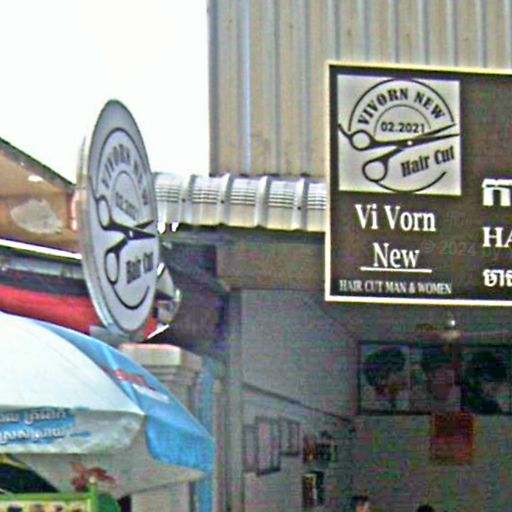 VIVORN NEW
02.2021
Hair Cut
VIVORN NEW
02.2021
Hair Cut
Vi Vorn
New
HAIR CUT MAN & WOMEN
HA